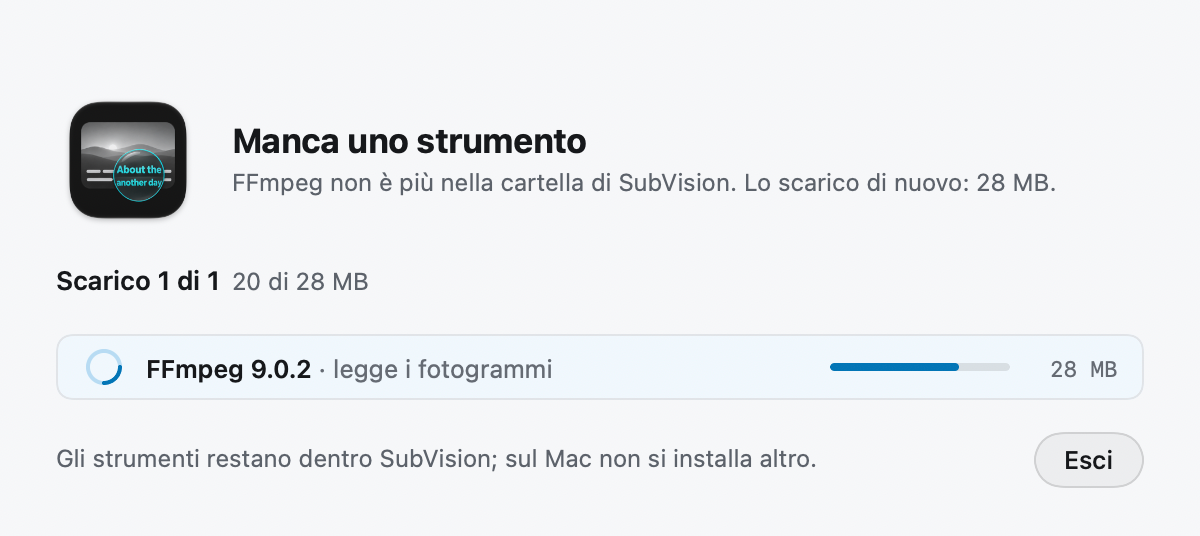 About the
another day
Manca uno strumento
FFmpeg non è più nella cartella di SubVision. Lo scarico di nuovo: 28 MB.
Scarico 1 di 1 20 di 28 MB
FFmpeg 9.0.2 · legge i fotogrammi 28 MB
Gli strumenti restano dentro SubVision; sul Mac non si installa altro.
Esci